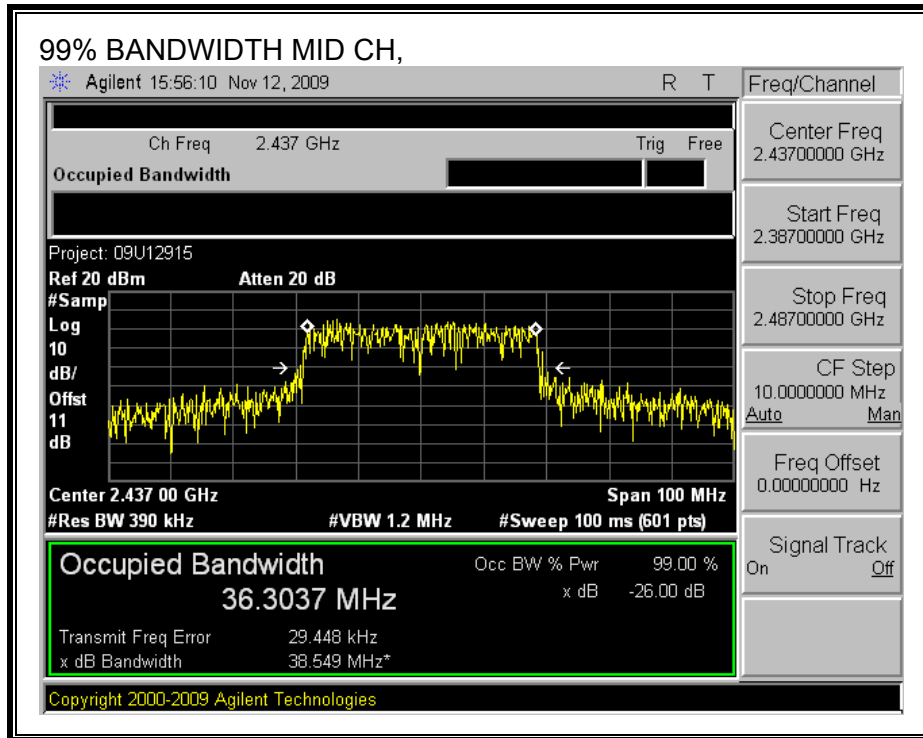 99% BANDWIDTH MID CH,
Agilent 15:56:10 Nov 12, 2009 R T
Freq/Channel
Ch Freq 2.437 GHz Trig Free
Occupied Bandwidth
Center Freq
2.43700000 GHz
Start Freq
2.38700000 GHz
Stop Freq
2.48700000 GHz
CF Step
10.0000000 MHz
Auto Man
Freq Offset
0.00000000 Hz
Signal Track
On Off
Project: 09U12915
Ref 20 dBm Atten 20 dB
#Samp
Log
10
dB/
Offst
11
dB
Center 2.437 00 GHz Span 100 MHz
#Res BW 390 kHz #VBW 1.2 MHz #Sweep 100 ms (601 pts)
Occupied Bandwidth
36.3037 MHz
Occ BW % Pwr 99.00 %
x dB -26.00 dB
Transmit Freq Error 29.448 kHz
x dB Bandwidth 38.549 MHz*
Copyright 2000-2009 Agilent Technologies